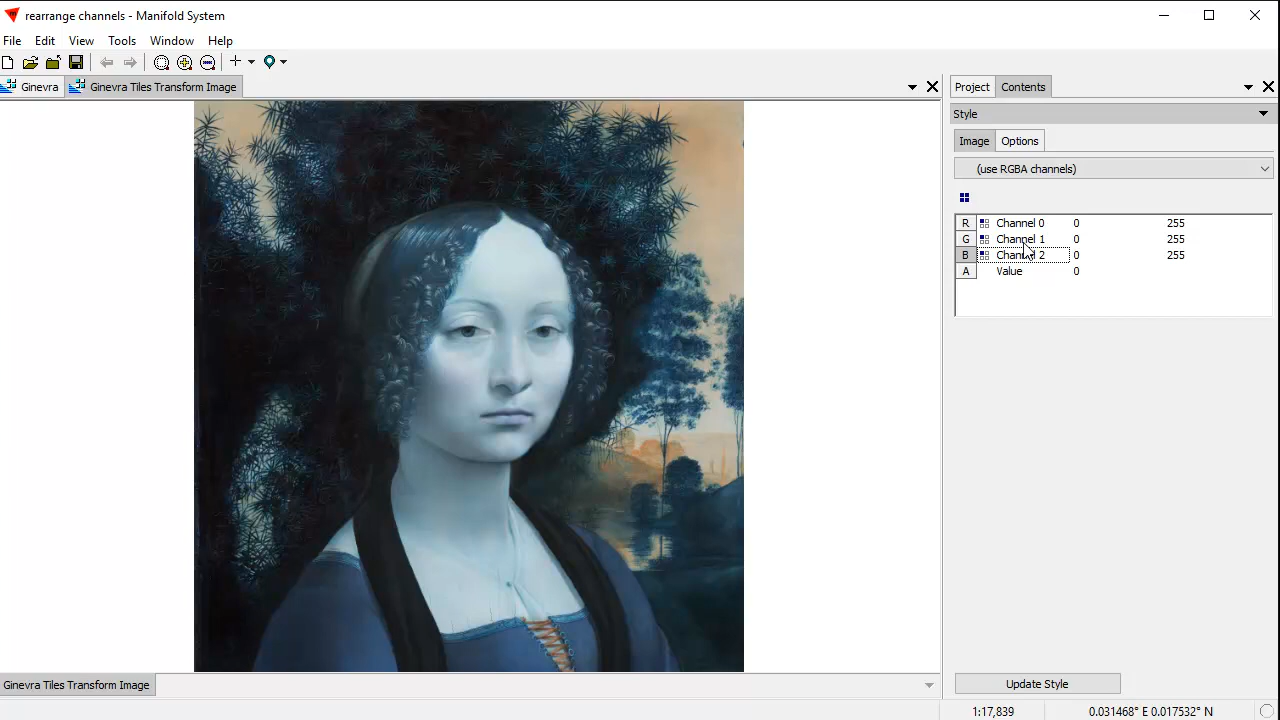 rearrange channels - Manifold System
File Edit View Tools Window Help
Ginevra Ginevra Tiles Transform Image
Project Contents
Style
Image Options
(use RGBA channels)
R Channel 0 0 255
G Channel 1 0 255
B 2 0 255
A Value 0
Update Style
Ginevra Tiles Transform Image
1:17,839 0.031468° E 0.017532° N